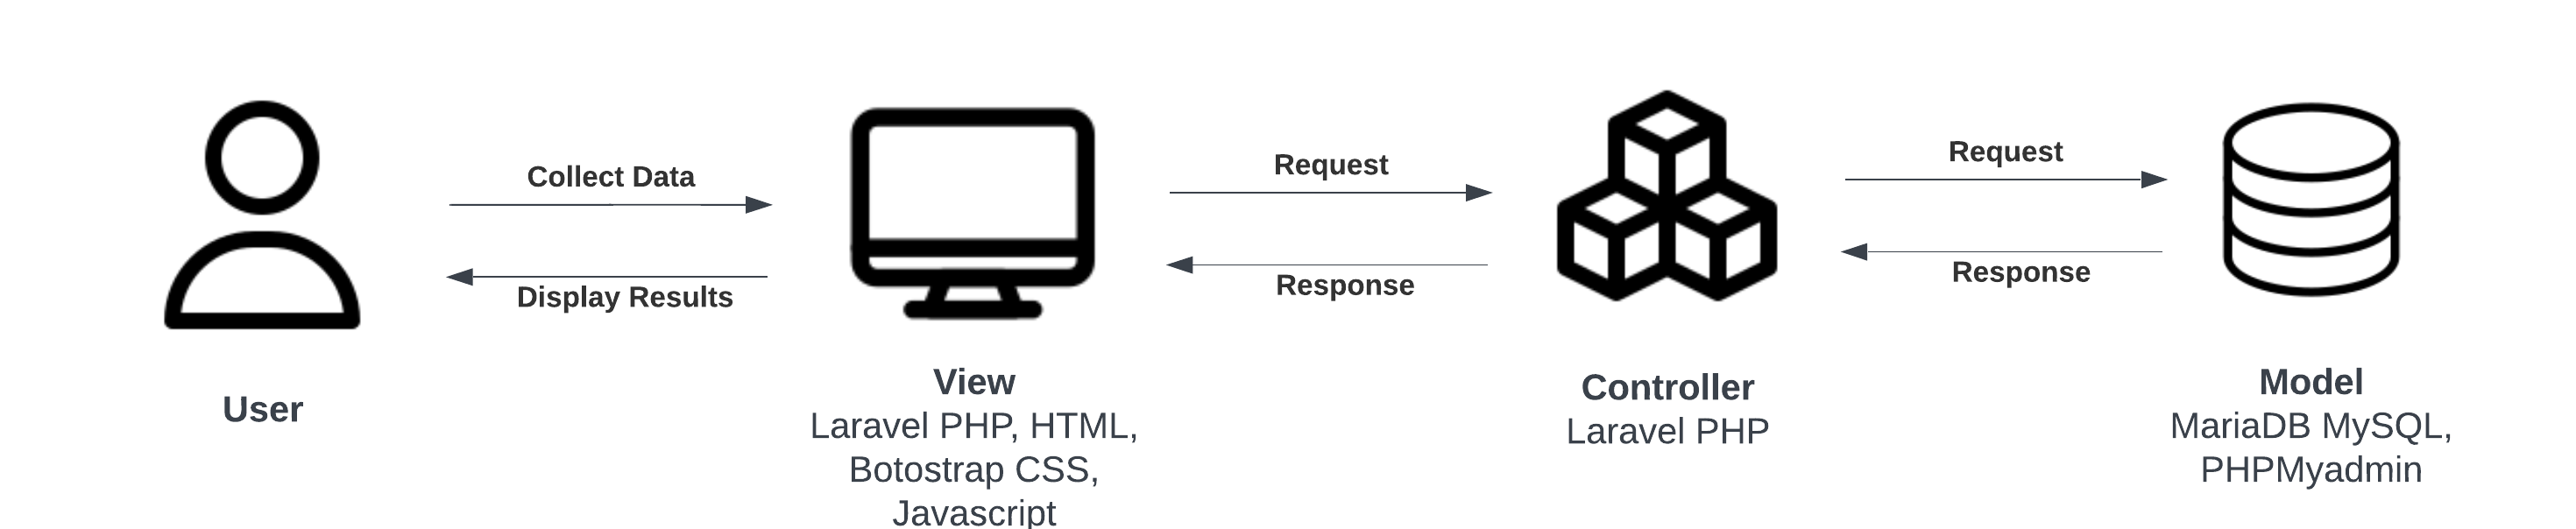 Collect Data
Display Results
Request
Response
Request
Response
User
View
Laravel PHP, HTML,
Botostrap CSS,
Javascript
Controller
Laravel PHP
Model
MariaDB MySQL,
PHPMyadmin